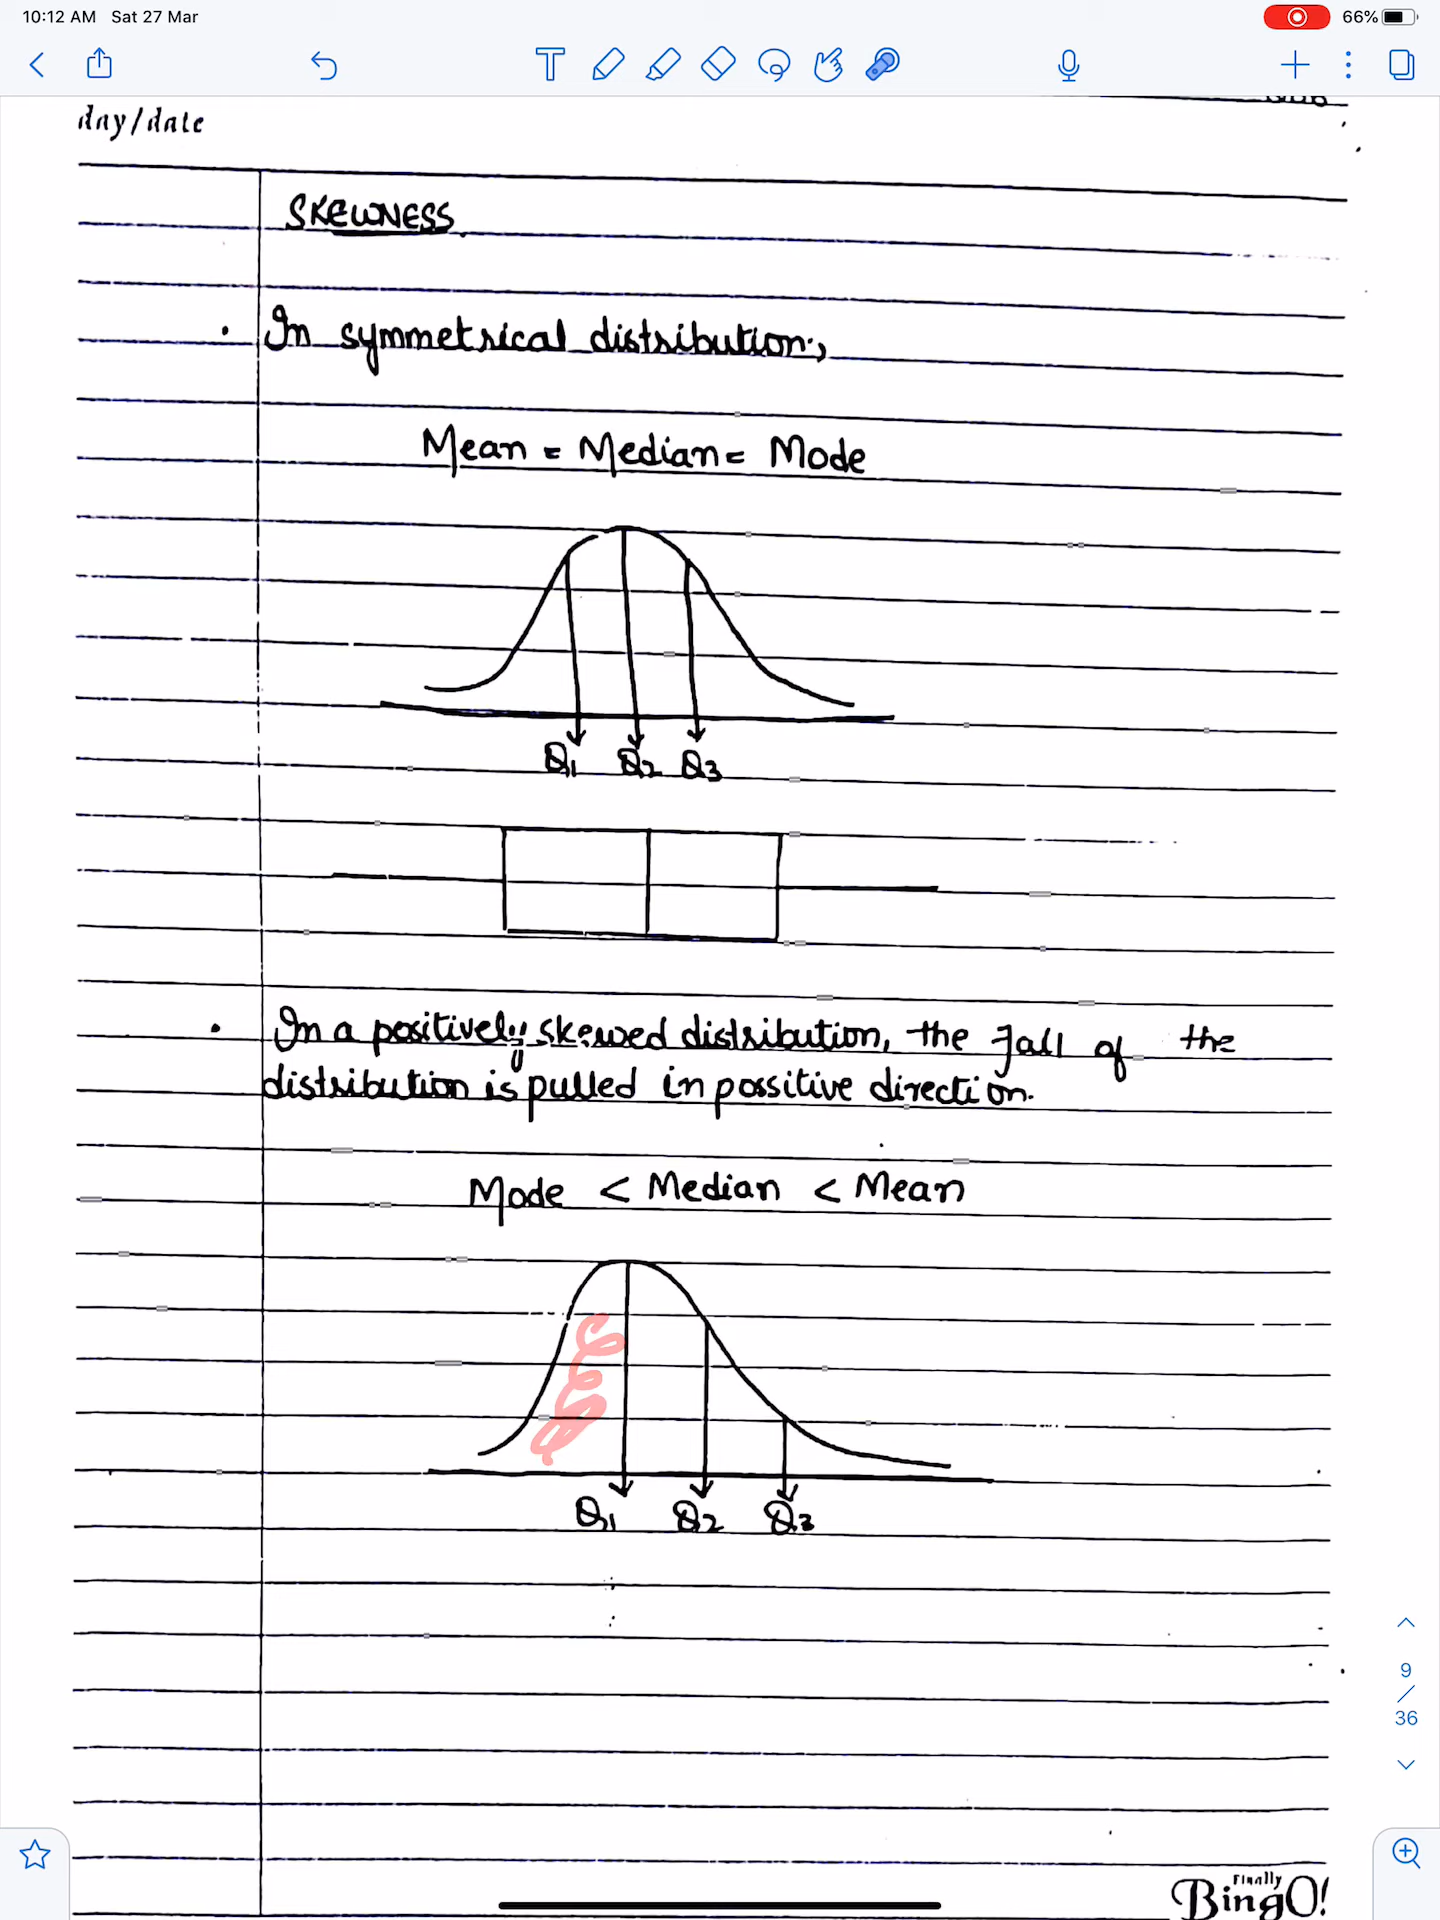 10:12 AM Sat 27 Mar
66%
day/date
SKEWNESS
• In symmetrical distribution,
Mean = Median = Mode
Q1 Q2 Q3
• In a positively skewed distribution, the fall of the
distribution is pulled in possitive direction.
Mode < Median < Mean
Q1 Q2 Q3
9
/
36
Finally
BingO!